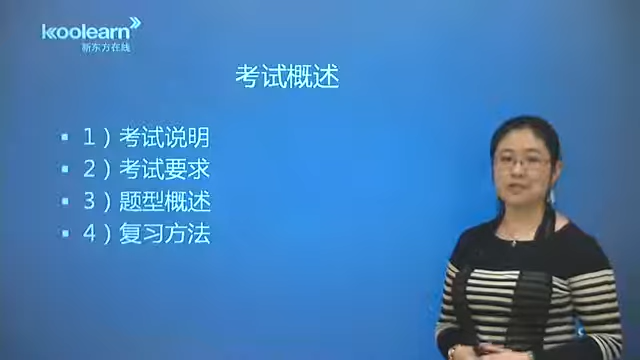 koolearn
新东方在线
考试概述
1）考试说明
2）考试要求
3）题型概述
4）复习方法